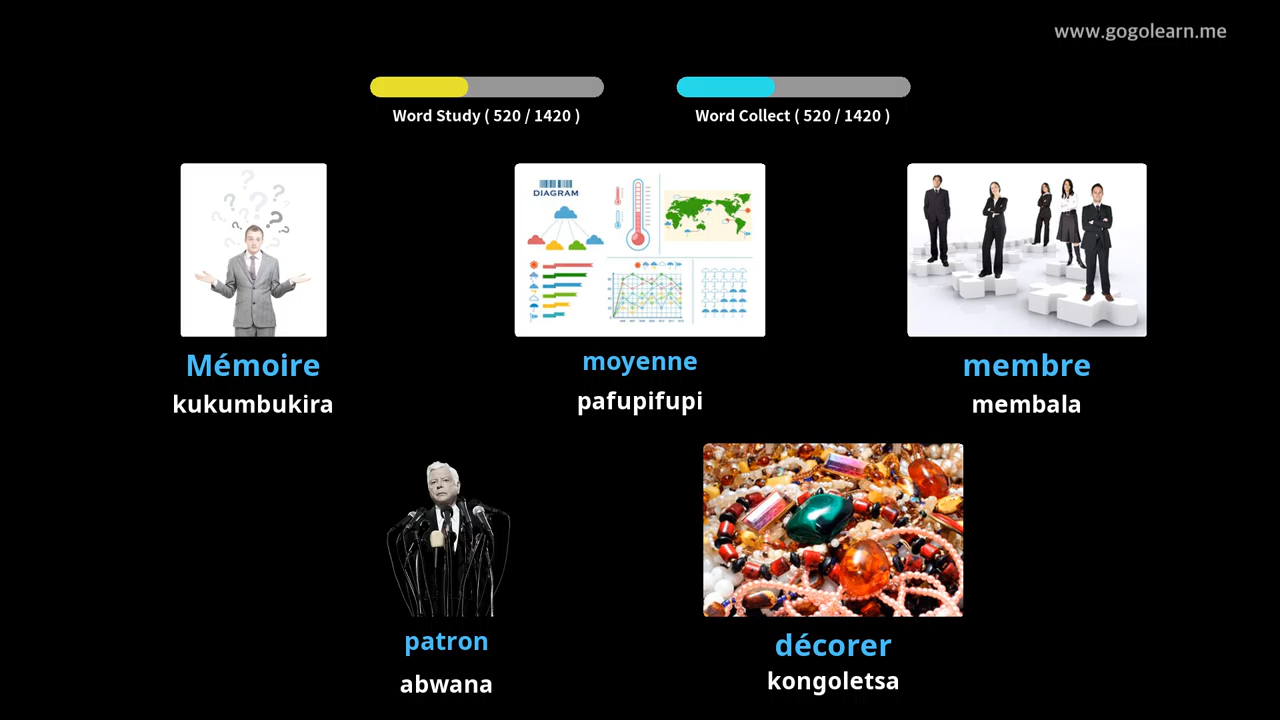 www.gogolearn.me
Word Study ( 520 / 1420 )
Word Collect ( 520 / 1420 )
DIAGRAM
Mémoire
kukumbukira
moyenne
pafupifupi
membre
membala
patron
abwana
décorer
kongoletsa